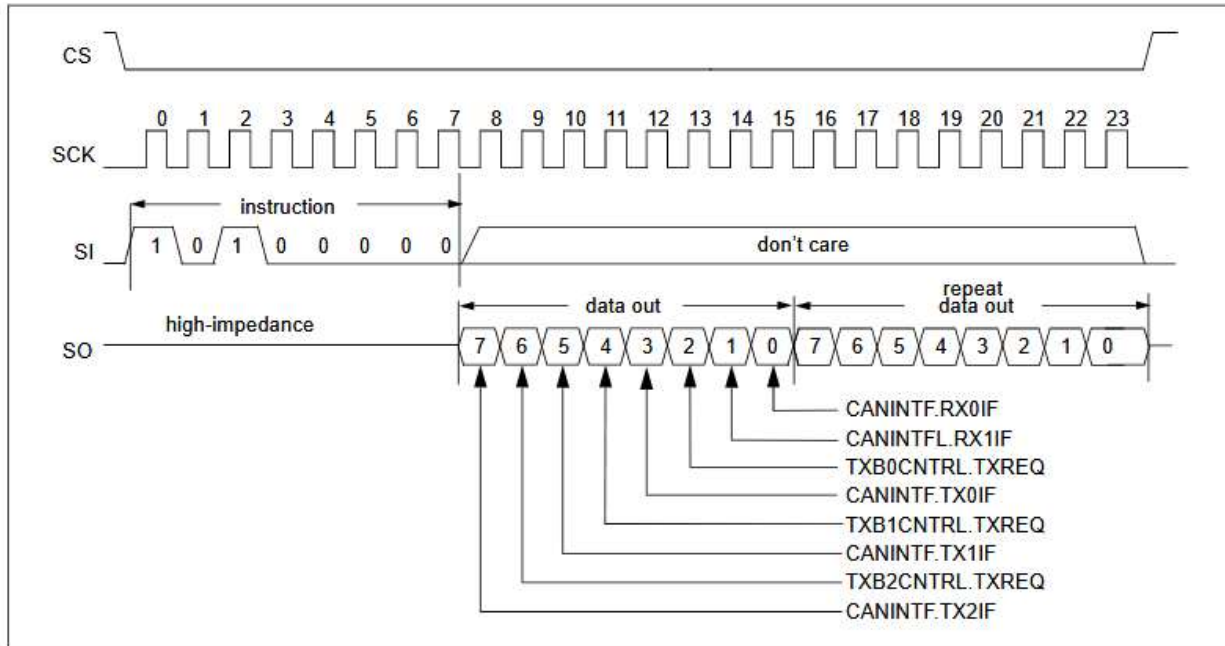 CS
0 1 2 3 4 5 6 7 8 9 10 11 12 13 14 15 16 17 18 19 20 21 22 23
SCK
instruction
SI 1 0 1 0 0 0 0 0 don't care
repeat
high-impedance data out data out
SO 7 6 5 4 3 2 1 0 7 6 5 4 3 2 1 0
CANINTF.RX0IF
CANINTFL.RX1IF
TXB0CNTRL.TXREQ
CANINTF.TX0IF
TXB1CNTRL.TXREQ
CANINTF.TX1IF
TXB2CNTRL.TXREQ
CANINTF.TX2IF